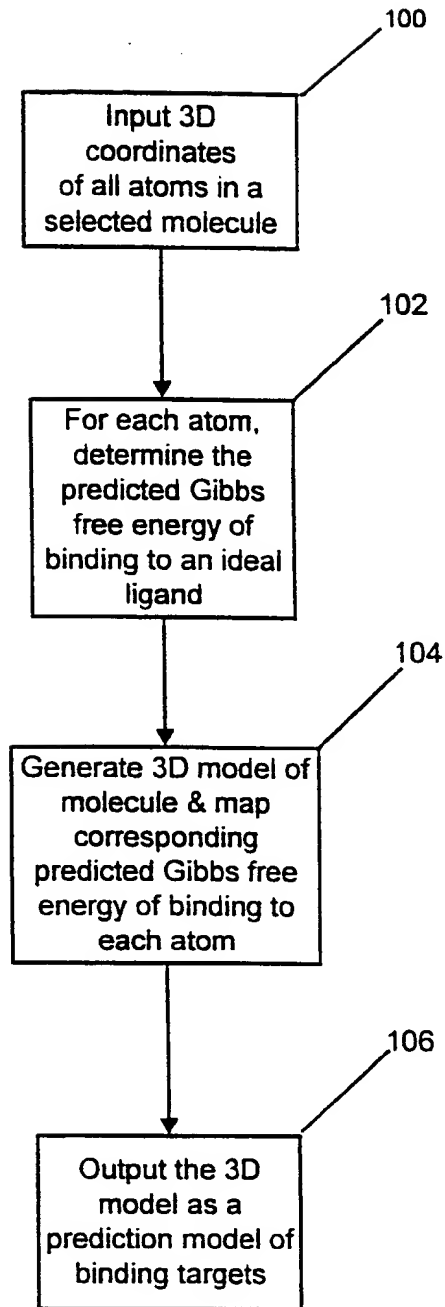 100
Input 3D
coordinates
of all atoms in a
selected molecule
102
For each atom,
determine the
predicted Gibbs
free energy of
binding to an ideal
ligand
104
Generate 3D model of
molecule & map
corresponding
predicted Gibbs free
energy of binding to
each atom
106
Output the 3D
model as a
prediction model of
binding targets